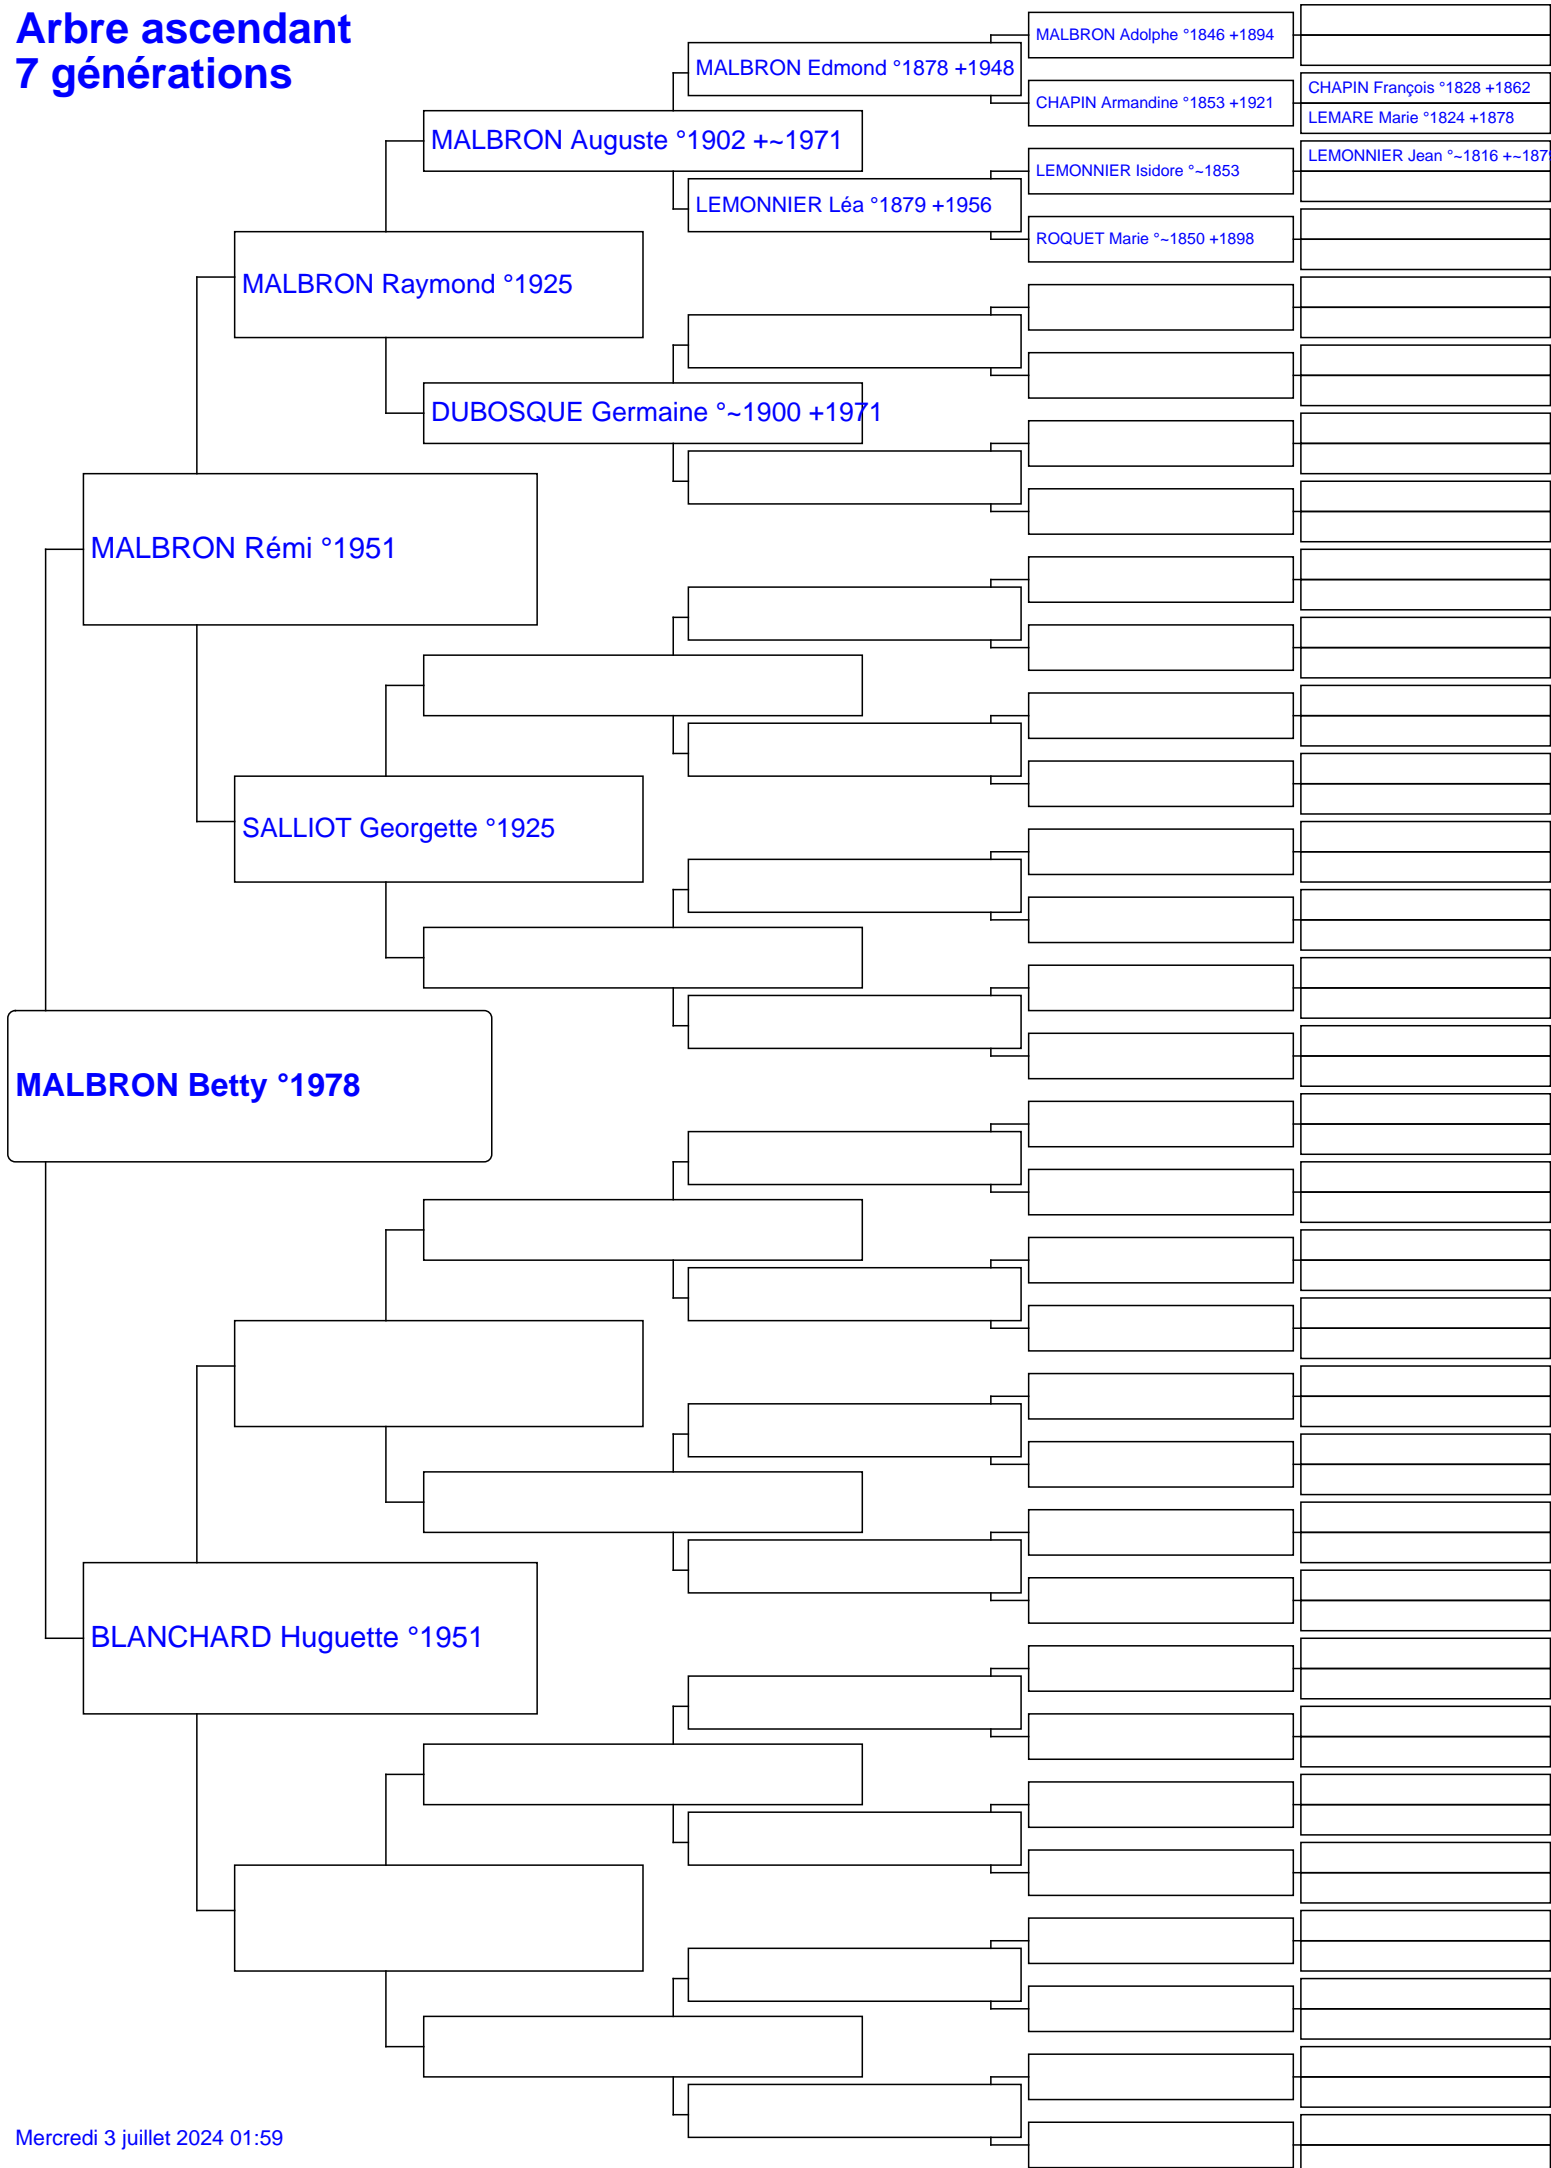 Arbre ascendant
7 générations
MALBRON Adolphe °1846 +1894
MALBRON Edmond °1878 +1948
CHAPIN François °1828 +1862
CHAPIN Armandine °1853 +1921
LEMARE Marie °1824 +1878
MALBRON Auguste °1902 +~1971
LEMONNIER Jean °~1816
LEMONNIER Isidore °~1853
LEMONNIER Léa °1879 +1956
ROQUET Marie °~1850 +1898
MALBRON Raymond °1925
DUBOSQUE Germaine °~1900 +1971
MALBRON Rémi °1951
SALLIOT Georgette °1925
MALBRON Betty °1978
BLANCHARD Huguette °1951
Mercredi 3 juillet 2024 01:59